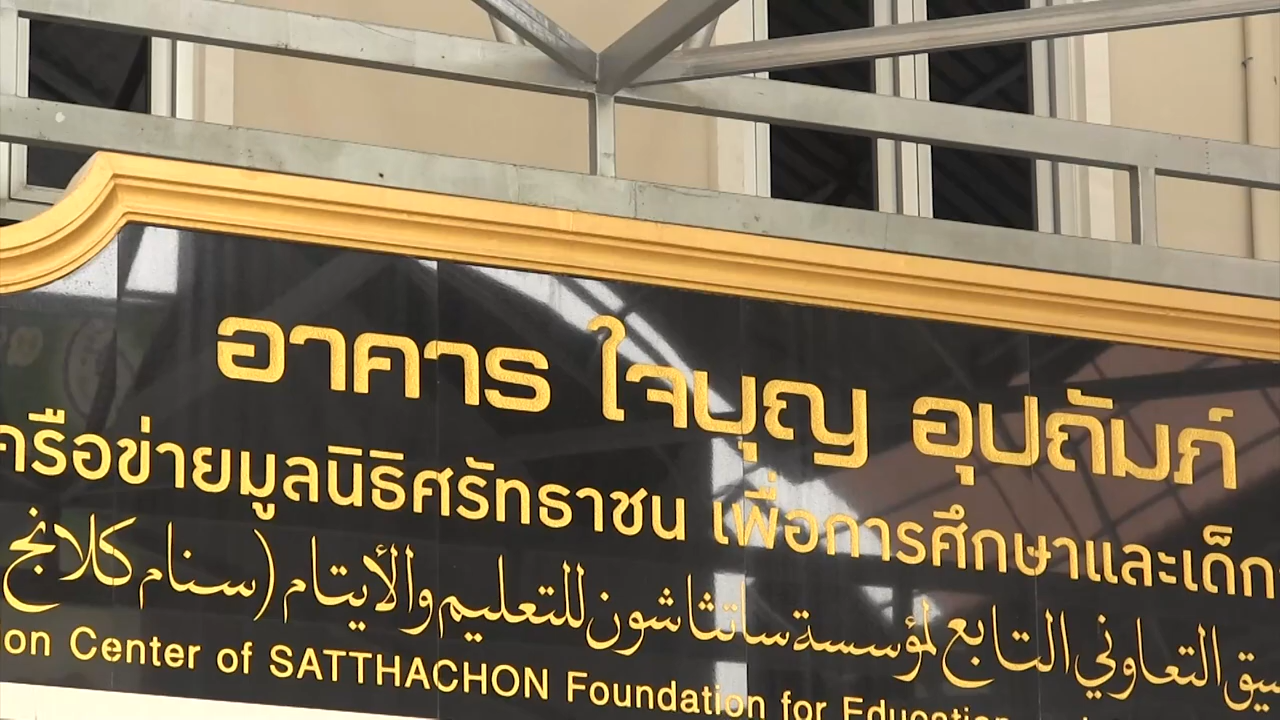 อาคาร ใจบุญ อุปถัมภ์
ครือข่ายมูลนิธิศรัทธาชน เพื่อการศึกษาและเด็กก
يق التعاوني التابع لمؤسسة ساتثاشون للتعليم والأيتام (سنام كلانج
on Center of SATTHACHON Foundation for Education